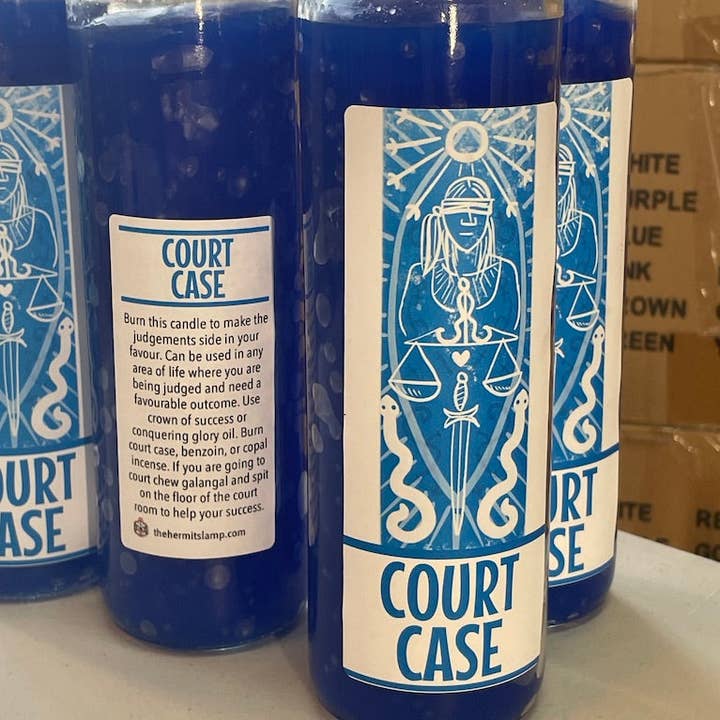 COURT
CASE
Burn this candle to make the
judgements side in your
favour. Can be used in any
area of life where you are
being judged and need a
favourable outcome. Use
crown of success or
conquering glory oil. Burn
court case, benzoin, or copal
incense. If you are going to
court chew galangal and spit
on the floor of the court
room to help your success.
thehermitslamp.com
COURT
CASE
OURT
ASE
URT
SE
HITE
URPLE
LUE
NK
ROWN
REEN